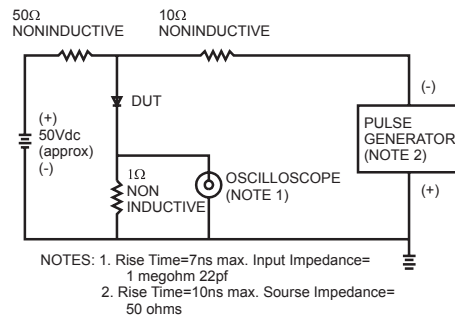 50Ω
NONINDUCTIVE
10Ω
NONINDUCTIVE
(+)
50Vdc
(approx)
(-)
DUT
1Ω
NON
INDUCTIVE
OSCILLOSCOPE
(NOTE 1)
(-)
PULSE
GENERATOR
(NOTE 2)
(+)
NOTES: 1. Rise Time=7ns max. Input Impedance=
1 megohm 22pf
2. Rise Time=10ns max. Sourse Impedance=
50 ohms